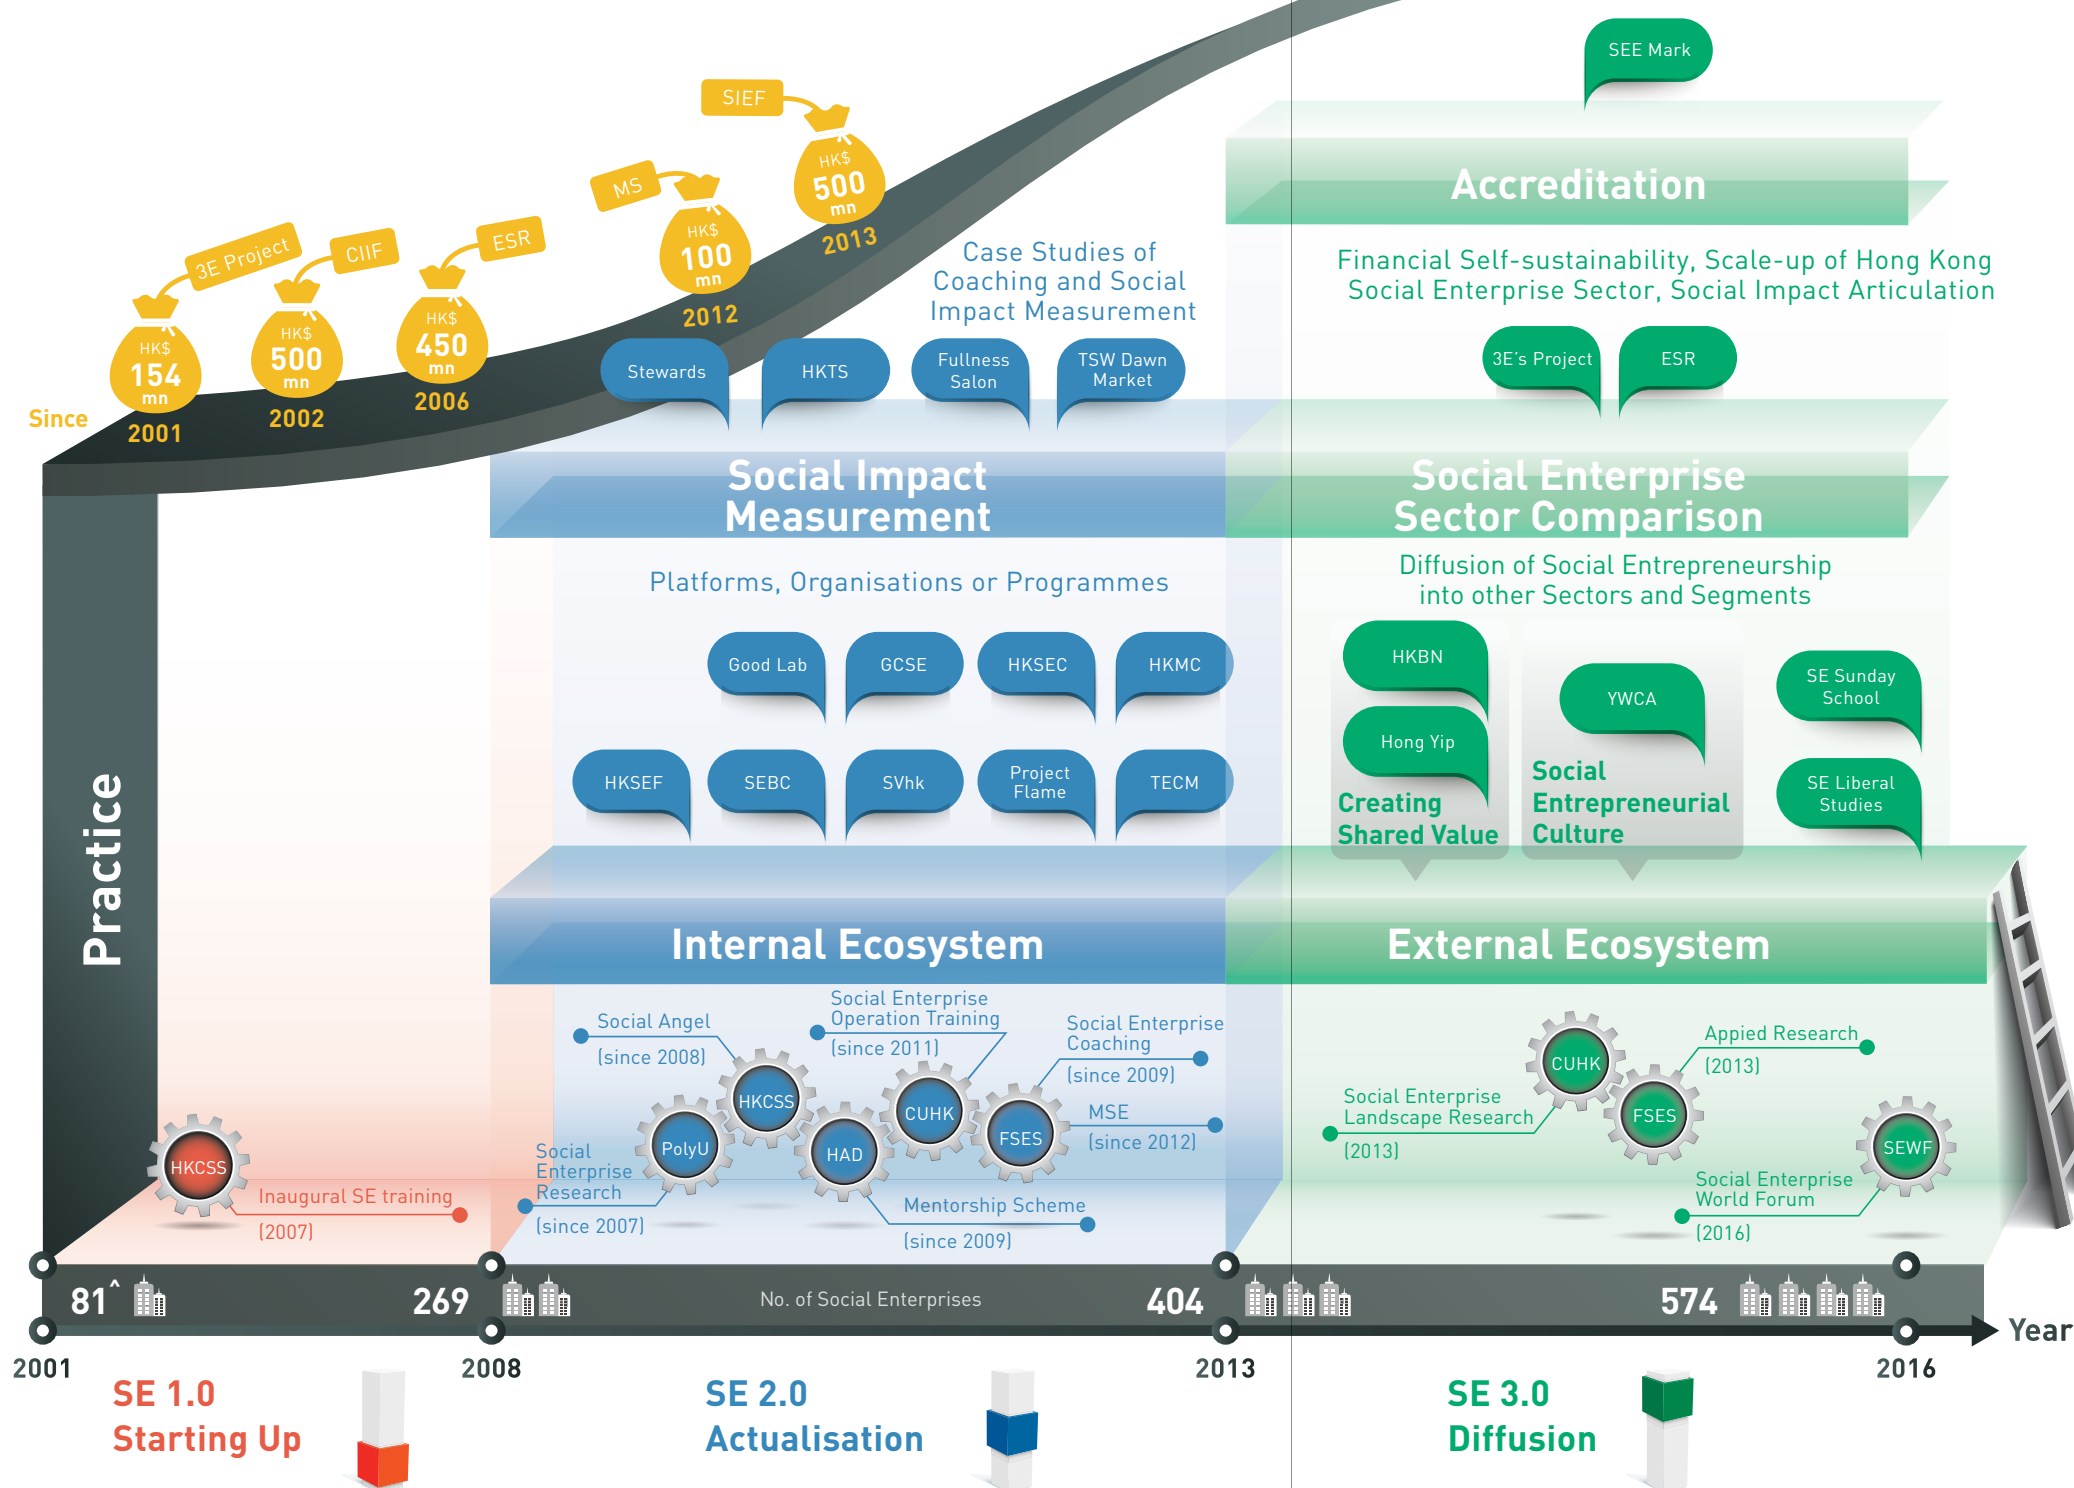 SEE Mark
Accreditation
Financial Self-sustainability, Scale-up of Hong Kong
Social Enterprise Sector, Social Impact Articulation
3E's Project
ESR
Social Enterprise
Sector Comparison
Diffusion of Social Entrepreneurship
into other Sectors and Segments
HKBN
Hong Yip
Creating
Shared Value
YWCA
Social
Entrepreneurial
Culture
SE Sunday
School
SE Liberal
Studies
External Ecosystem
CUHK
Social Enterprise
Landscape Research
(2013)
FSES
Appied Research
(2013)
SEWF
Social Enterprise
World Forum
(2016)
SIEF
HK$
500
mn
2013
MS
HK$
100
mn
2012
ESR
HK$
450
mn
2006
CIIF
HK$
500
mn
2002
3E Project
HK$
154
mn
2001
Since
Case Studies of
Coaching and Social
Impact Measurement
Stewards
HKTS
Fullness
Salon
TSW Dawn
Market
Social Impact
Measurement
Platforms, Organisations or Programmes
Good Lab
GCSE
HKSEC
HKMC
HKSEF
SEBC
SVhk
Project
Flame
TECM
Internal Ecosystem
Social Angel
(since 2008)
HKCSS
Social Enterprise
Operation Training
(since 2011)
CUHK
Social Enterprise
Coaching
(since 2009)
FSES
MSE
(since 2012)
PolyU
Social
Enterprise
Research
(since 2007)
HAD
Mentorship Scheme
(since 2009)
Practice
HKCSS
Inaugural SE training
(2007)
81^
269
No. of Social Enterprises
404
574
Year
2001
2008
2013
2016
SE 1.0
Starting Up
SE 2.0
Actualisation
SE 3.0
Diffusion